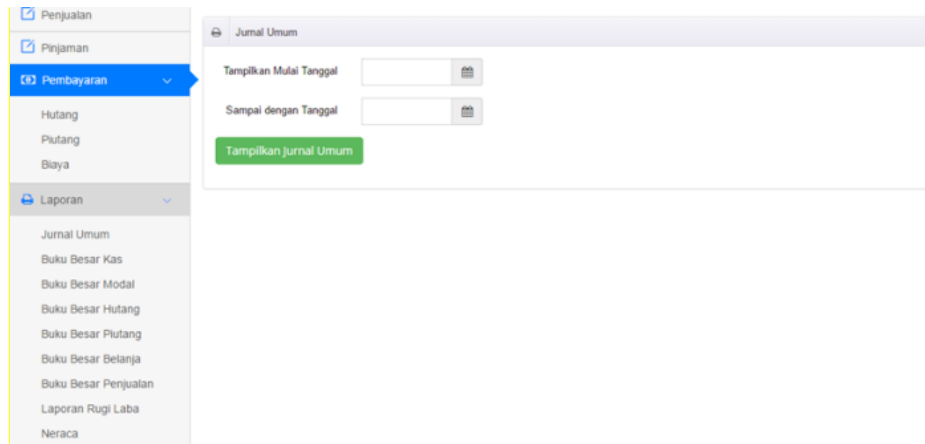 Penjualan
Pinjaman
Pembayaran
Hutang
Piutang
Biaya
Laporan
Jurnal Umum
Buku Besar Kas
Buku Besar Modal
Buku Besar Hutang
Buku Besar Piutang
Buku Besar Belanja
Buku Besar Penjualan
Laporan Rugi Laba
Neraca
Jurnal Umum
Tampilkan Mulai Tanggal
Sampai dengan Tanggal
Tampilkan Jurnal Umum